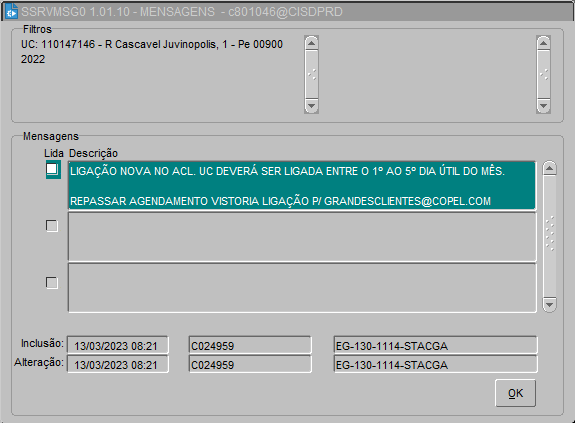 SSRVMSG0 1.01.10 - MENSAGENS - c801046@CISDPRD
Filtros
UC: 110147146 - R Cascavel Juvinopolis, 1 - Pe 00900
2022
Mensagens
Lida Descrição
LIGAÇÃO NOVA NO ACL. UC DEVERÁ SER LIGADA ENTRE O 1º AO 5º DIA ÚTIL DO MÊS.
REPASSAR AGENDAMENTO VISTORIA LIGAÇÃO P/ GRANDESCLIENTES@COPEL.COM
Inclusão: 13/03/2023 08:21 C024959 EG-130-1114-STACGA
Alteração: 13/03/2023 08:21 C024959 EG-130-1114-STACGA
OK